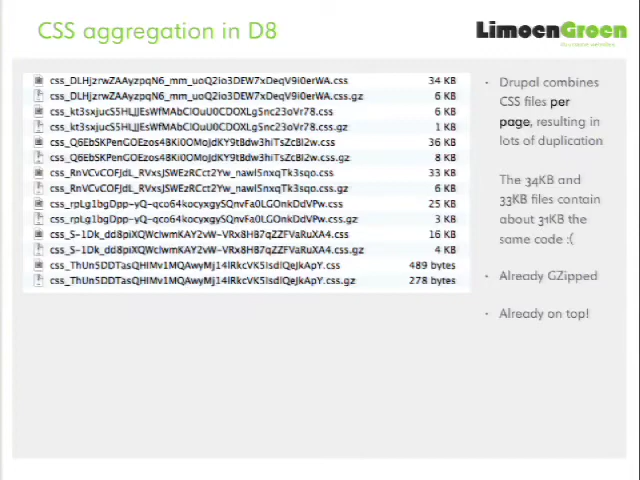 CSS aggregation in D8
LimoenGroen
css_DLHjzrwZAAyzpqN6_mm_uoQ2io3DEW7xDeqV9i0erWA.css 34 KB
css_DLHjzrwZAAyzpqN6_mm_uoQ2io3DEW7xDeqV9i0erWA.css.gz 6 KB
css_kt3sxjucS5HLJJEsWfMAbClOuU0CDOXLg5nc23oVr78.css 6 KB
css_kt3sxjucS5HLJJEsWfMAbClOuU0CDOXLg5nc23oVr78.css.gz 1 KB
css_Q6EbSKPenGOEzos48Ki0OMoJdKY9tBdw3hiTsZcBl2w.css 36 KB
css_Q6EbSKPenGOEzos48Ki0OMoJdKY9tBdw3hiTsZcBl2w.css.gz 8 KB
css_RnVCvCOFJdL_RVxsJSWEzRCct2Yw_nawl5nxqTk3sqo.css 33 KB
css_RnVCvCOFJdL_RVxsJSWEzRCct2Yw_nawl5nxqTk3sqo.css.gz 6 KB
css_rpLg1bgDpp-yQ-qco64kocyxgySQnvFa0LGOnkDdVPw.css 25 KB
css_rpLg1bgDpp-yQ-qco64kocyxgySQnvFa0LGOnkDdVPw.css.gz 3 KB
css_S-1Dk_dd8piXQWclwmKAY2vW-VRx8HB7qZZFVaRuXA4.css 16 KB
css_S-1Dk_dd8piXQWclwmKAY2vW-VRx8HB7qZZFVaRuXA4.css.gz 4 KB
css_ThUn5DDTasQHIMv1MQAwyMj14lRkcVK5lsdlQeJkApY.css 489 bytes
css_ThUn5DDTasQHIMv1MQAwyMj14lRkcVK5lsdlQeJkApY.css.gz 278 bytes
· Drupal combines
CSS files per
page, resulting in
lots of duplication
The 34KB and
33KB files contain
about 31KB the
same code :(
· Already GZipped
· Already on top!